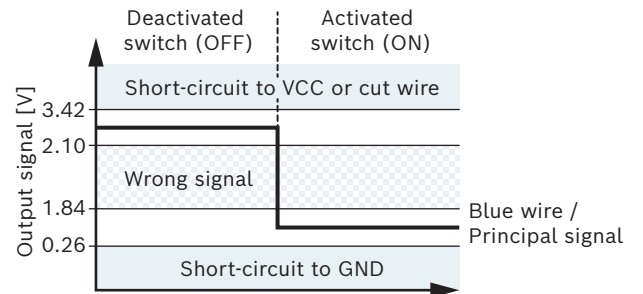 Deactivated
switch (OFF)
Activated
switch (ON)
Output signal [V]
Short-circuit to VCC or cut wire
3.42
2.10
Wrong signal
1.84
Blue wire /
Principal signal
0.26
Short-circuit to GND